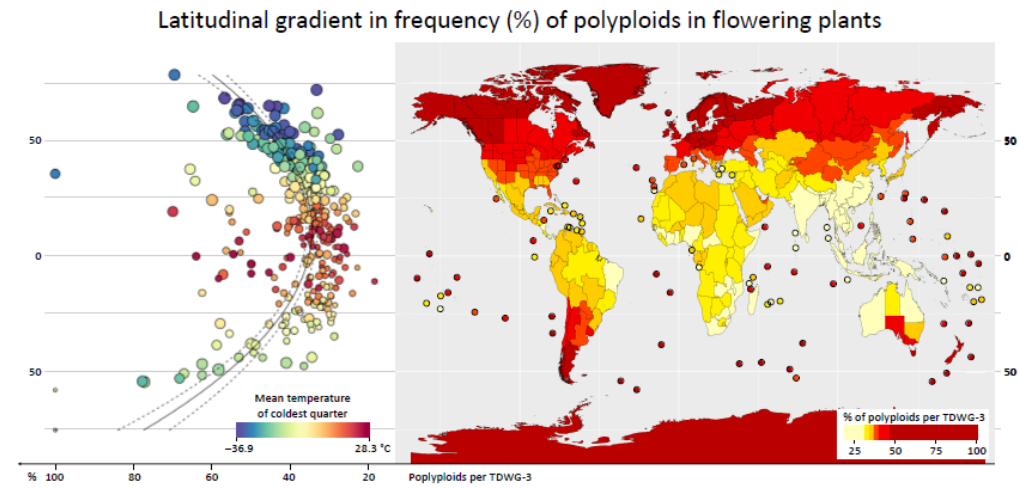 Latitudinal gradient in frequency (%) of polyploids in flowering plants
50
0
50
Mean temperature
of coldest quarter
−36.9 28.3 °C
% 100 80 60 40 20
Poplyploids per TDWG-3
50
0
50
% of polyploids per TDWG-3
25 50 75 100